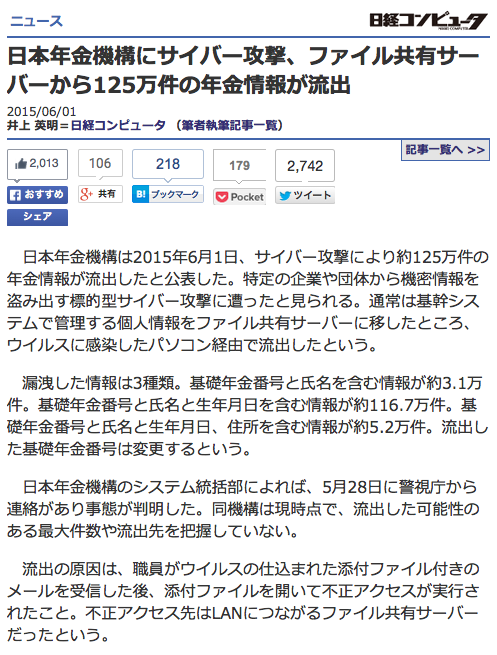 ニュース
日経コンピュータ
NIKKEI COMPUTER
日本年金機構にサイバー攻撃、ファイル共有サー
バーから125万件の年金情報が流出
2015/06/01
井上 英明＝日経コンピュータ （筆者執筆記事一覧）
記事一覧へ >>
2,013
106
218
179
2,742
おすすめ
共有
B! ブックマーク
Pocket
ツイート
シェア
日本年金機構は2015年6月1日、サイバー攻撃により約125万件の
年金情報が流出したと公表した。特定の企業や団体から機密情報を
盗み出す標的型サイバー攻撃に遭ったと見られる。通常は基幹シス
テムで管理する個人情報をファイル共有サーバーに移したところ、
ウイルスに感染したパソコン経由で流出したという。
漏洩した情報は3種類。基礎年金番号と氏名を含む情報が約3.1万
件。基礎年金番号と氏名と生年月日を含む情報が約116.7万件。基
礎年金番号と氏名と生年月日、住所を含む情報が約5.2万件。流出し
た基礎年金番号は変更するという。
日本年金機構のシステム統括部によれば、5月28日に警視庁から
連絡があり事態が判明した。同機構は現時点で、流出した可能性の
ある最大件数や流出先を把握していない。
流出の原因は、職員がウイルスの仕込まれた添付ファイル付きの
メールを受信した後、添付ファイルを開いて不正アクセスが実行さ
れたこと。不正アクセス先はLANにつながるファイル共有サーバー
だったという。